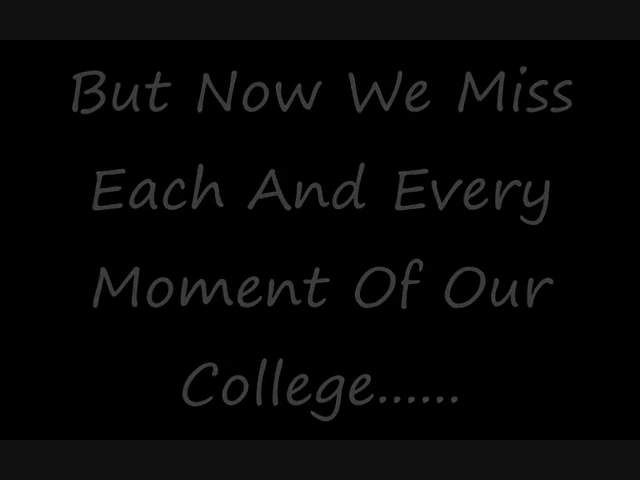 But Now We Miss
Each And Every
Moment Of Our
College......